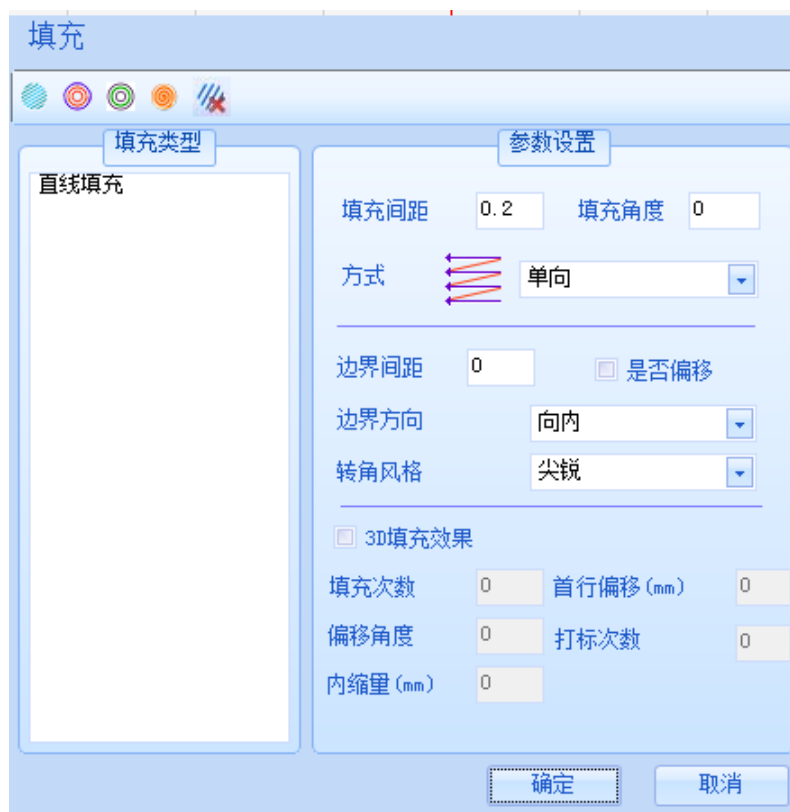 填充
填充类型
直线填充
参数设置
填充间距 0.2 填充角度 0
方式 单向
边界间距 0 是否偏移
边界方向 向内
转角风格 尖锐
3D填充效果
填充次数 0 首行偏移(mm) 0
偏移角度 0 打标次数 0
内缩量(mm) 0
确定 取消